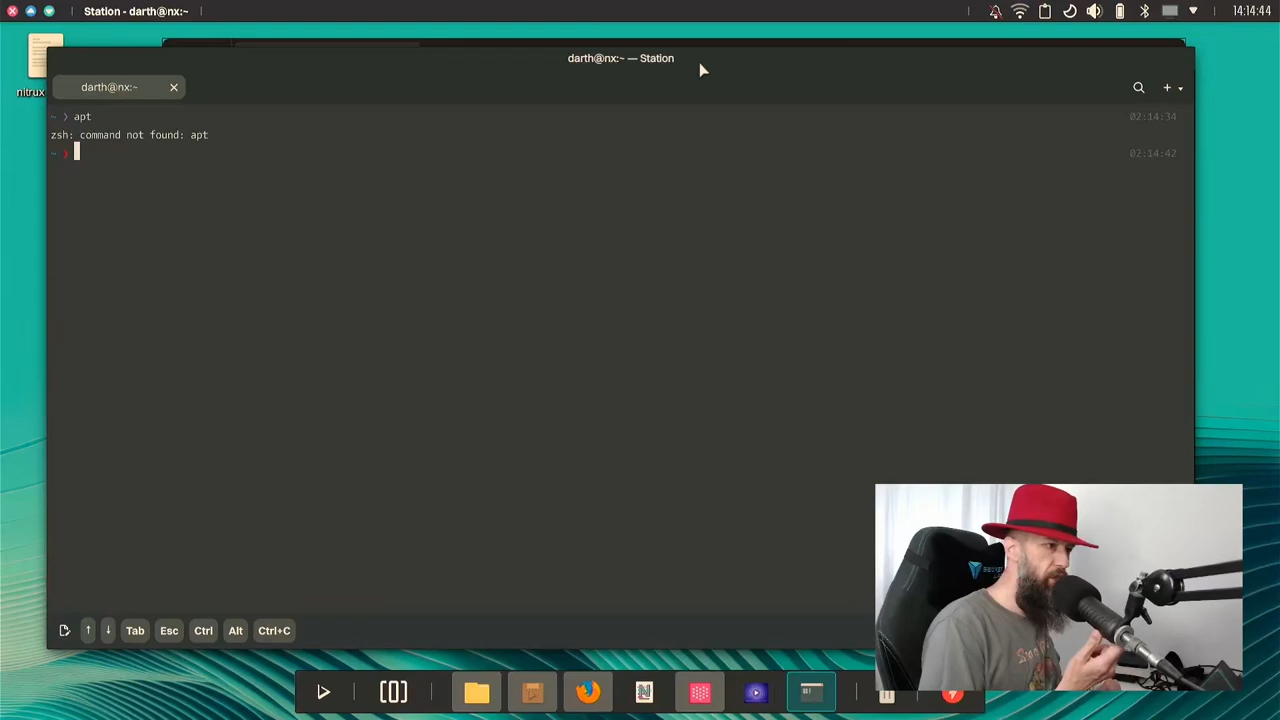 Station - darth@nx:~
14:14:44
nitrux
darth@nx:~ — Station
darth@nx:~
~ ❯ apt
02:14:34
zsh: command not found: apt
~ ❯
02:14:42
Tab
Esc
Ctrl
Alt
Ctrl+C